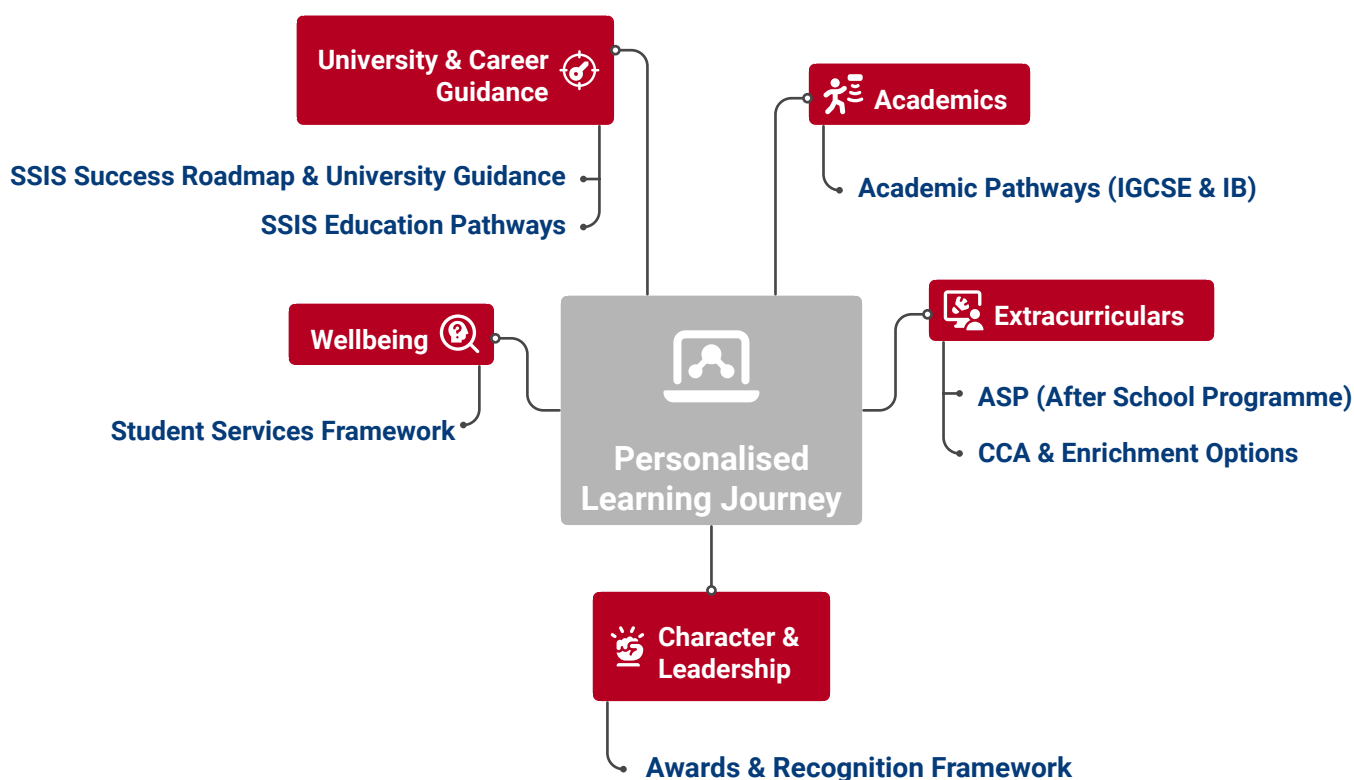 University & Career
Guidance
SSIS Success Roadmap & University Guidance
SSIS Education Pathways
Academics
Academic Pathways (IGCSE & IB)
Wellbeing
Student Services Framework
Extracurriculars
ASP (After School Programme)
CCA & Enrichment Options
Personalised
Learning Journey
Character &
Leadership
Awards & Recognition Framework